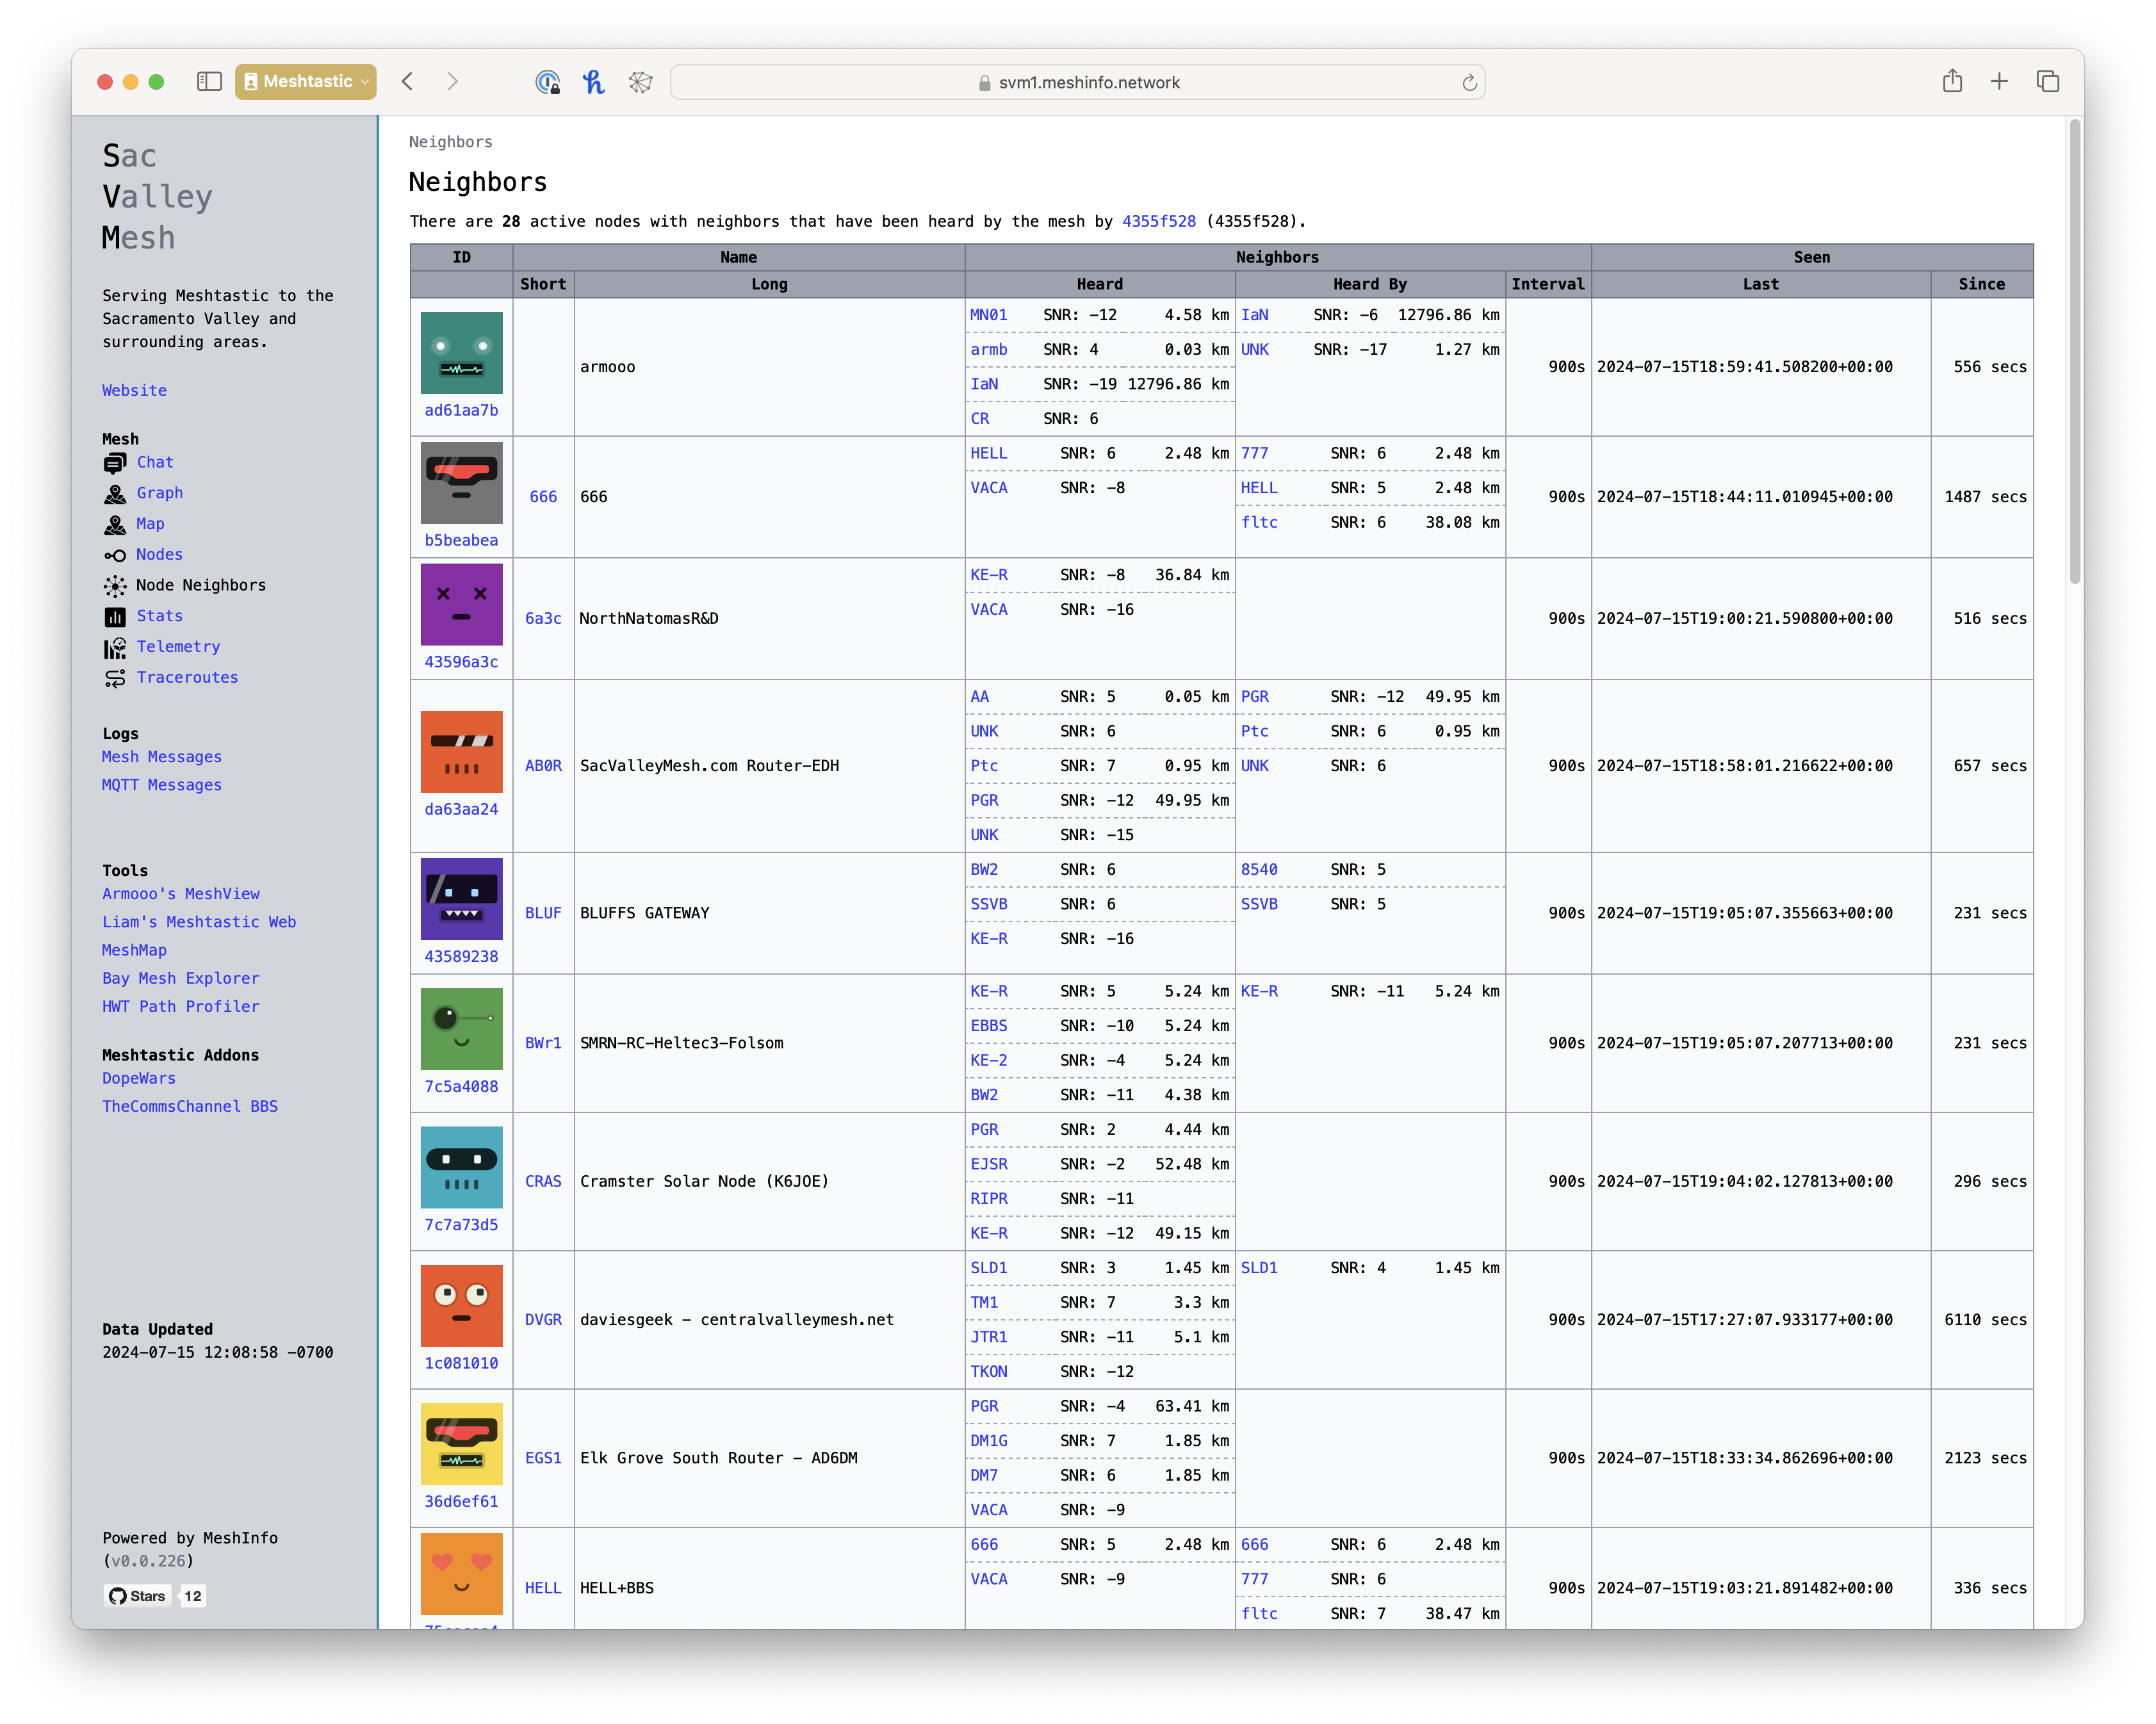 Meshtastic
svm1.meshinfo.network
Sac
Valley
Mesh
Serving Meshtastic to the
Sacramento Valley and
surrounding areas.
Website
Mesh
Chat
Graph
Map
Nodes
Node Neighbors
Stats
Telemetry
Traceroutes
Logs
Mesh Messages
MQTT Messages
Tools
Armooo's MeshView
Liam's Meshtastic Web
MeshMap
Bay Mesh Explorer
HWT Path Profiler
Meshtastic Addons
DopeWars
TheCommsChannel BBS
Data Updated
2024-07-15 12:08:58 -0700
Powered by MeshInfo
(v0.0.226)
Stars 12
Neighbors
Neighbors
There are 28 active nodes with neighbors that have been heard by the mesh by 4355f528 (4355f528).
ID Name Neighbors Seen
Short Long Heard Heard By Interval Last Since
MN01 SNR: -12 4.58 km IaN SNR: -6 12796.86 km
armb SNR: 4 0.03 km UNK SNR: -17 1.27 km
armooo 900s 2024-07-15T18:59:41.508200+00:00 556 secs
IaN SNR: -19 12796.86 km
ad61aa7b
CR SNR: 6
HELL SNR: 6 2.48 km 777 SNR: 6 2.48 km
VACA SNR: -8 HELL SNR: 5 2.48 km
666 666 900s 2024-07-15T18:44:11.010945+00:00 1487 secs
fltc SNR: 6 38.08 km
b5beabea
KE-R SNR: -8 36.84 km
VACA SNR: -16
6a3c NorthNatomasR&D 900s 2024-07-15T19:00:21.590800+00:00 516 secs
43596a3c
AA SNR: 5 0.05 km PGR SNR: -12 49.95 km
UNK SNR: 6 Ptc SNR: 6 0.95 km
AB0R SacValleyMesh.com Router-EDH Ptc SNR: 7 0.95 km UNK SNR: 6 900s 2024-07-15T18:58:01.216622+00:00 657 secs
PGR SNR: -12 49.95 km
da63aa24
UNK SNR: -15
BW2 SNR: 6 8540 SNR: 5
SSVB SNR: 6 SSVB SNR: 5
BLUF BLUFFS GATEWAY 900s 2024-07-15T19:05:07.355663+00:00 231 secs
KE-R SNR: -16
43589238
KE-R SNR: 5 5.24 km KE-R SNR: -11 5.24 km
EBBS SNR: -10 5.24 km
BWr1 SMRN-RC-Heltec3-Folsom 900s 2024-07-15T19:05:07.207713+00:00 231 secs
KE-2 SNR: -4 5.24 km
7c5a4088
BW2 SNR: -11 4.38 km
PGR SNR: 2 4.44 km
EJSR SNR: -2 52.48 km
CRAS Cramster Solar Node (K6JOE) 900s 2024-07-15T19:04:02.127813+00:00 296 secs
RIPR SNR: -11
7c7a73d5
KE-R SNR: -12 49.15 km
SLD1 SNR: 3 1.45 km SLD1 SNR: 4 1.45 km
TM1 SNR: 7 3.3 km
DVGR daviesgeek - centralvalleymesh.net 900s 2024-07-15T17:27:07.933177+00:00 6110 secs
JTR1 SNR: -11 5.1 km
1c081010
TKON SNR: -12
PGR SNR: -4 63.41 km
DM1G SNR: 7 1.85 km
EGS1 Elk Grove South Router - AD6DM 900s 2024-07-15T18:33:34.862696+00:00 2123 secs
DM7 SNR: 6 1.85 km
36d6ef61
VACA SNR: -9
666 SNR: 5 2.48 km 666 SNR: 6 2.48 km
VACA SNR: -9 777 SNR: 6
HELL HELL+BBS 900s 2024-07-15T19:03:21.891482+00:00 336 secs
fltc SNR: 7 38.47 km